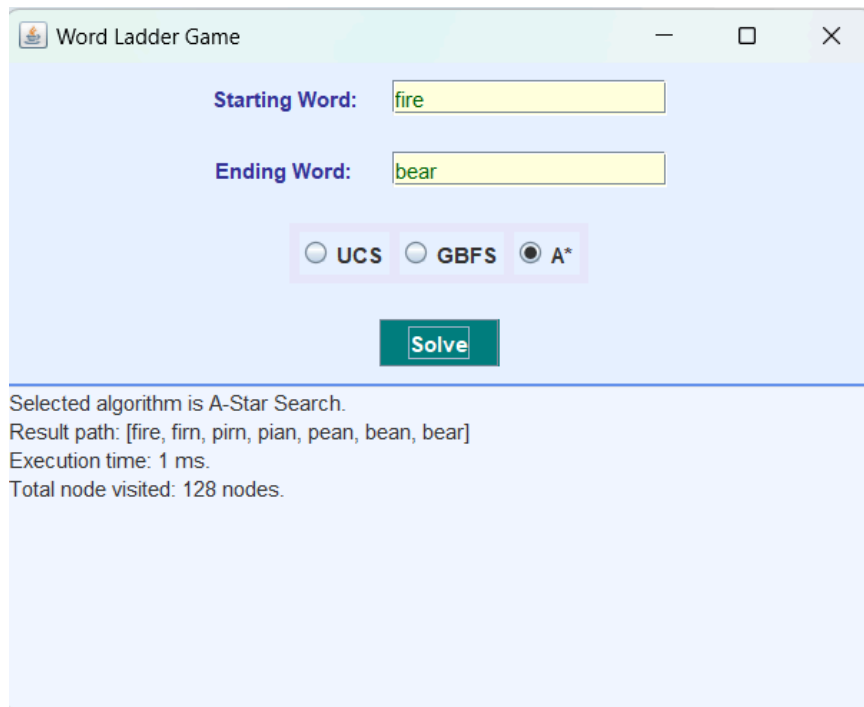 Word Ladder Game
Starting Word: fire
Ending Word: bear
UCS GBFS A*
Solve
Selected algorithm is A-Star Search.
Result path: [fire, firn, pirn, pian, pean, bean, bear]
Execution time: 1 ms.
Total node visited: 128 nodes.